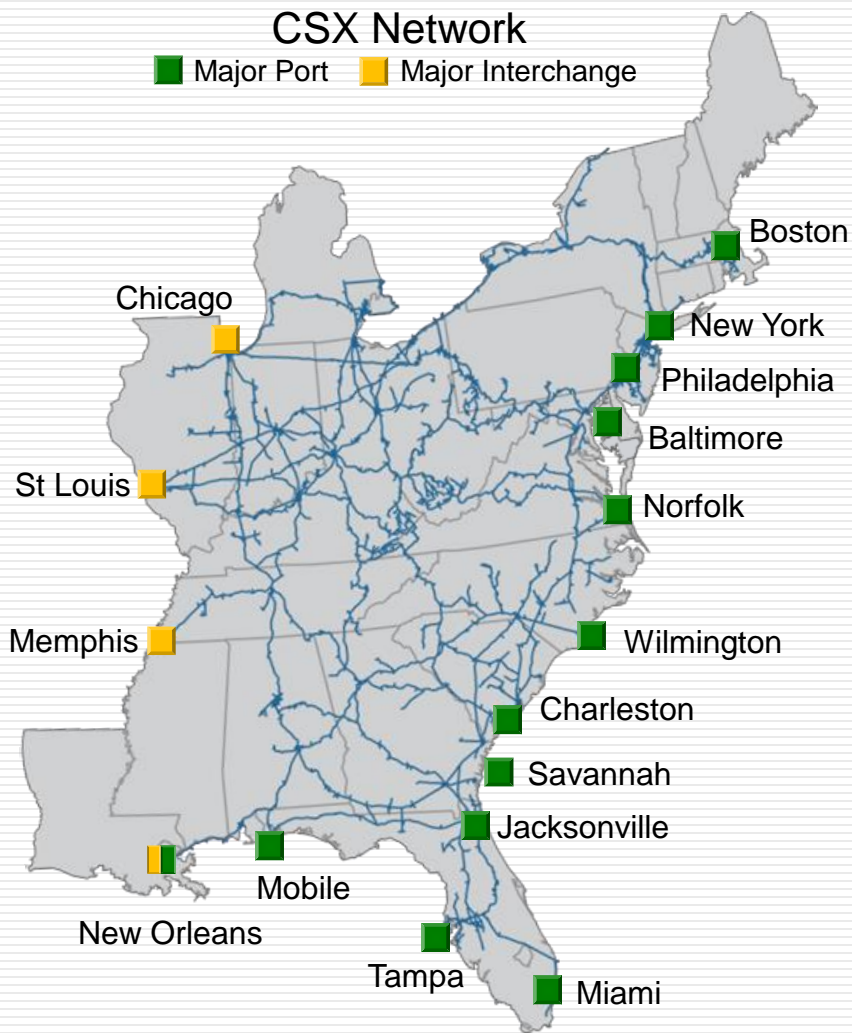 CSX Network
Major Port Major Interchange
Boston
Chicago
New York
Philadelphia
Baltimore
St Louis
Norfolk
Memphis
Wilmington
Charleston
Savannah
Jacksonville
Mobile
New Orleans
Tampa
Miami